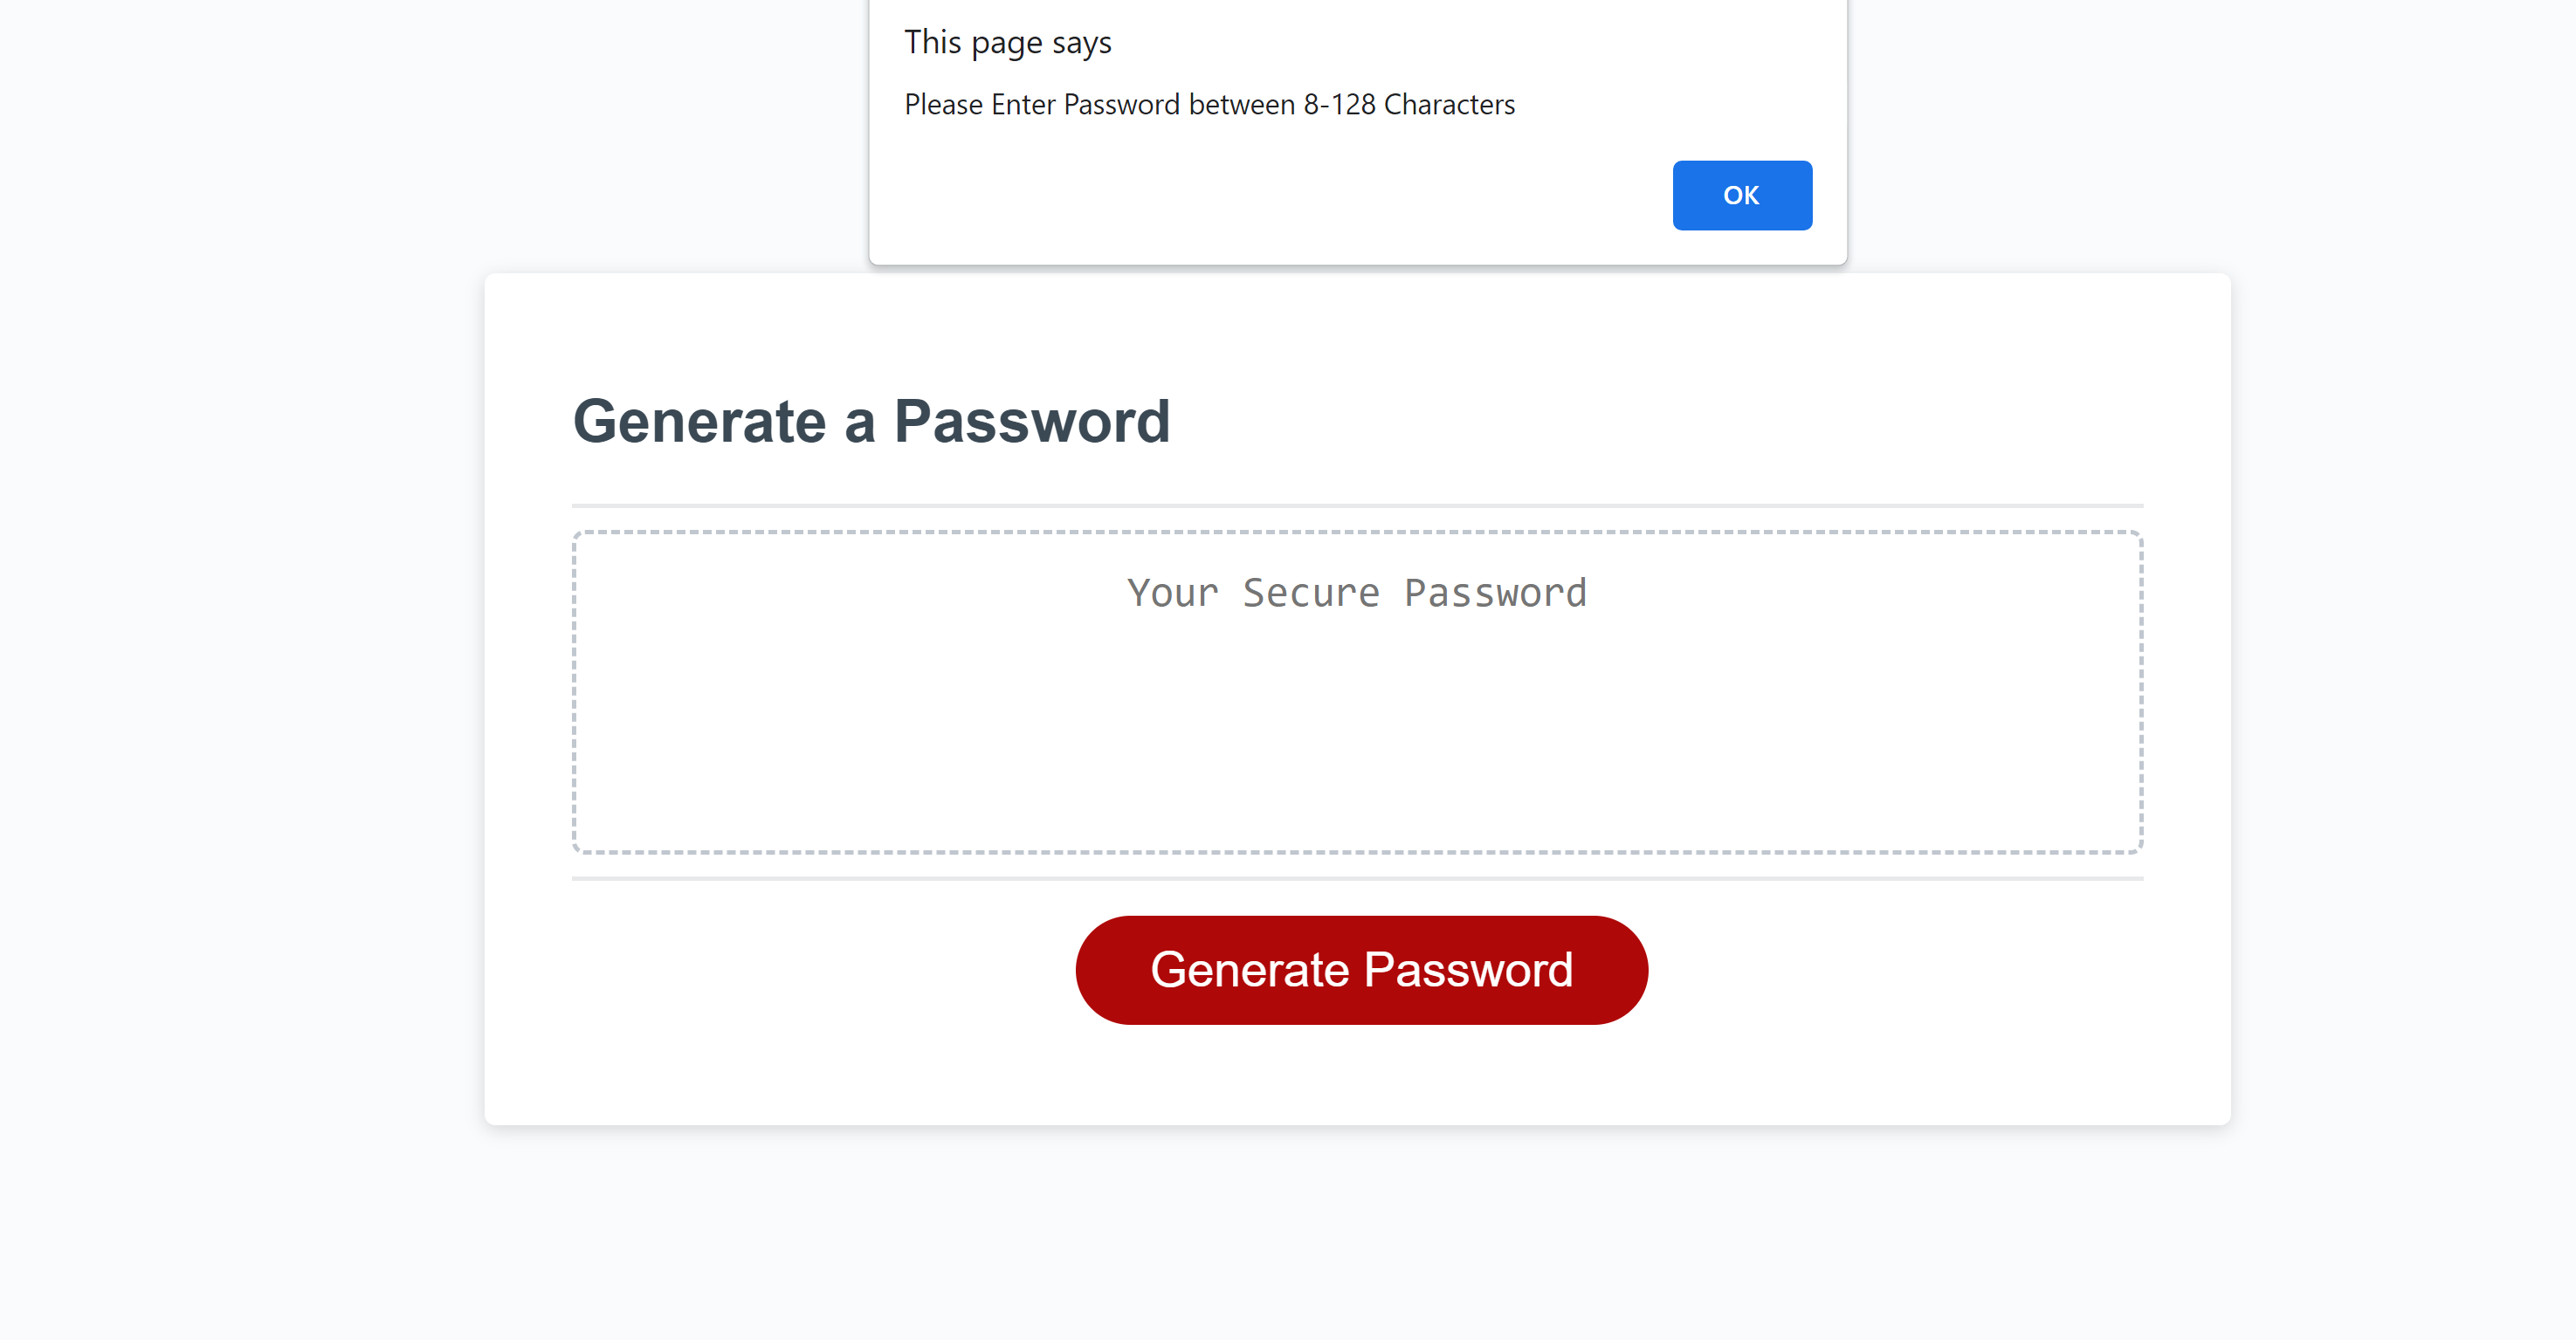 This page says
Please Enter Password between 8-128 Characters
OK
Generate a Password
Your Secure Password
Generate Password